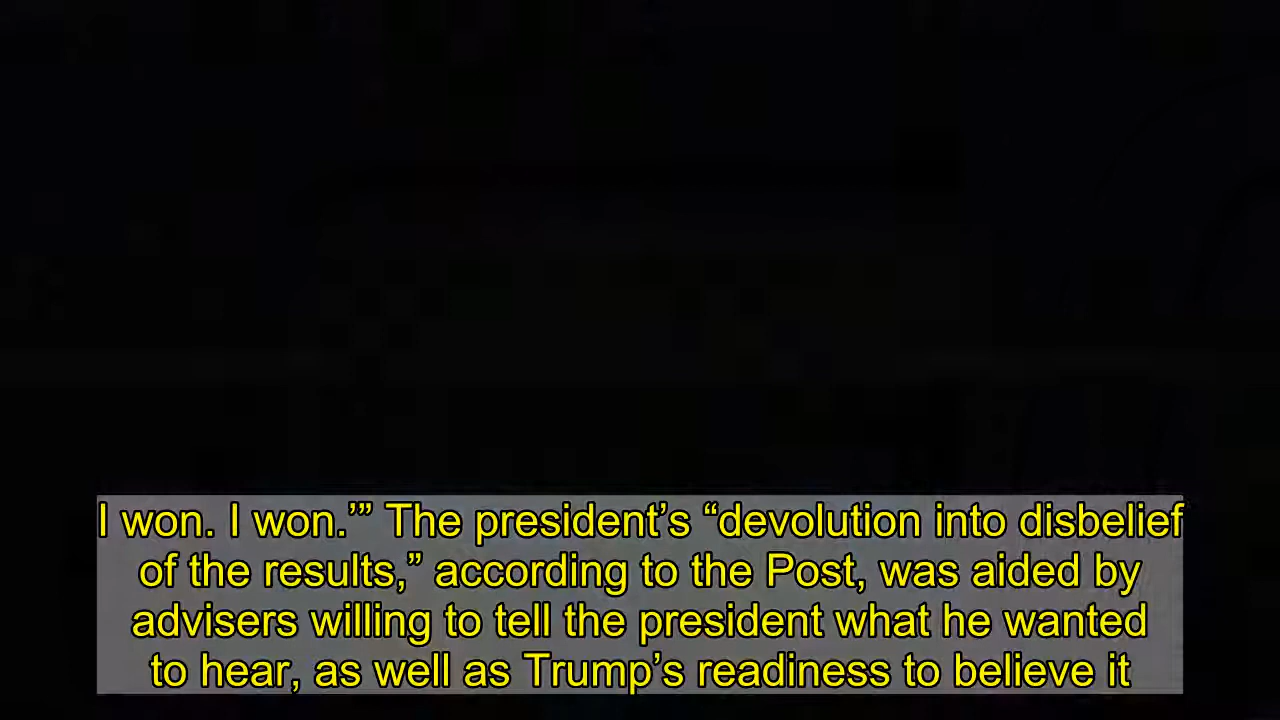 I won. I won.’” The president’s “devolution into disbelief
of the results,” according to the Post, was aided by
advisers willing to tell the president what he wanted
to hear, as well as Trump’s readiness to believe it